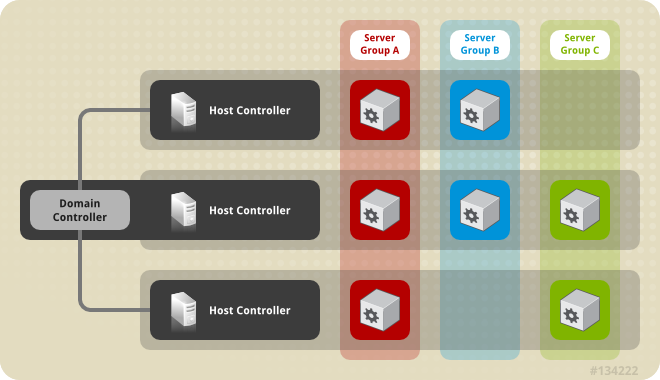 Server
Group A
Server
Group B
Server
Group C
Host Controller
Domain
Controller
Host Controller
Host Controller
#134222